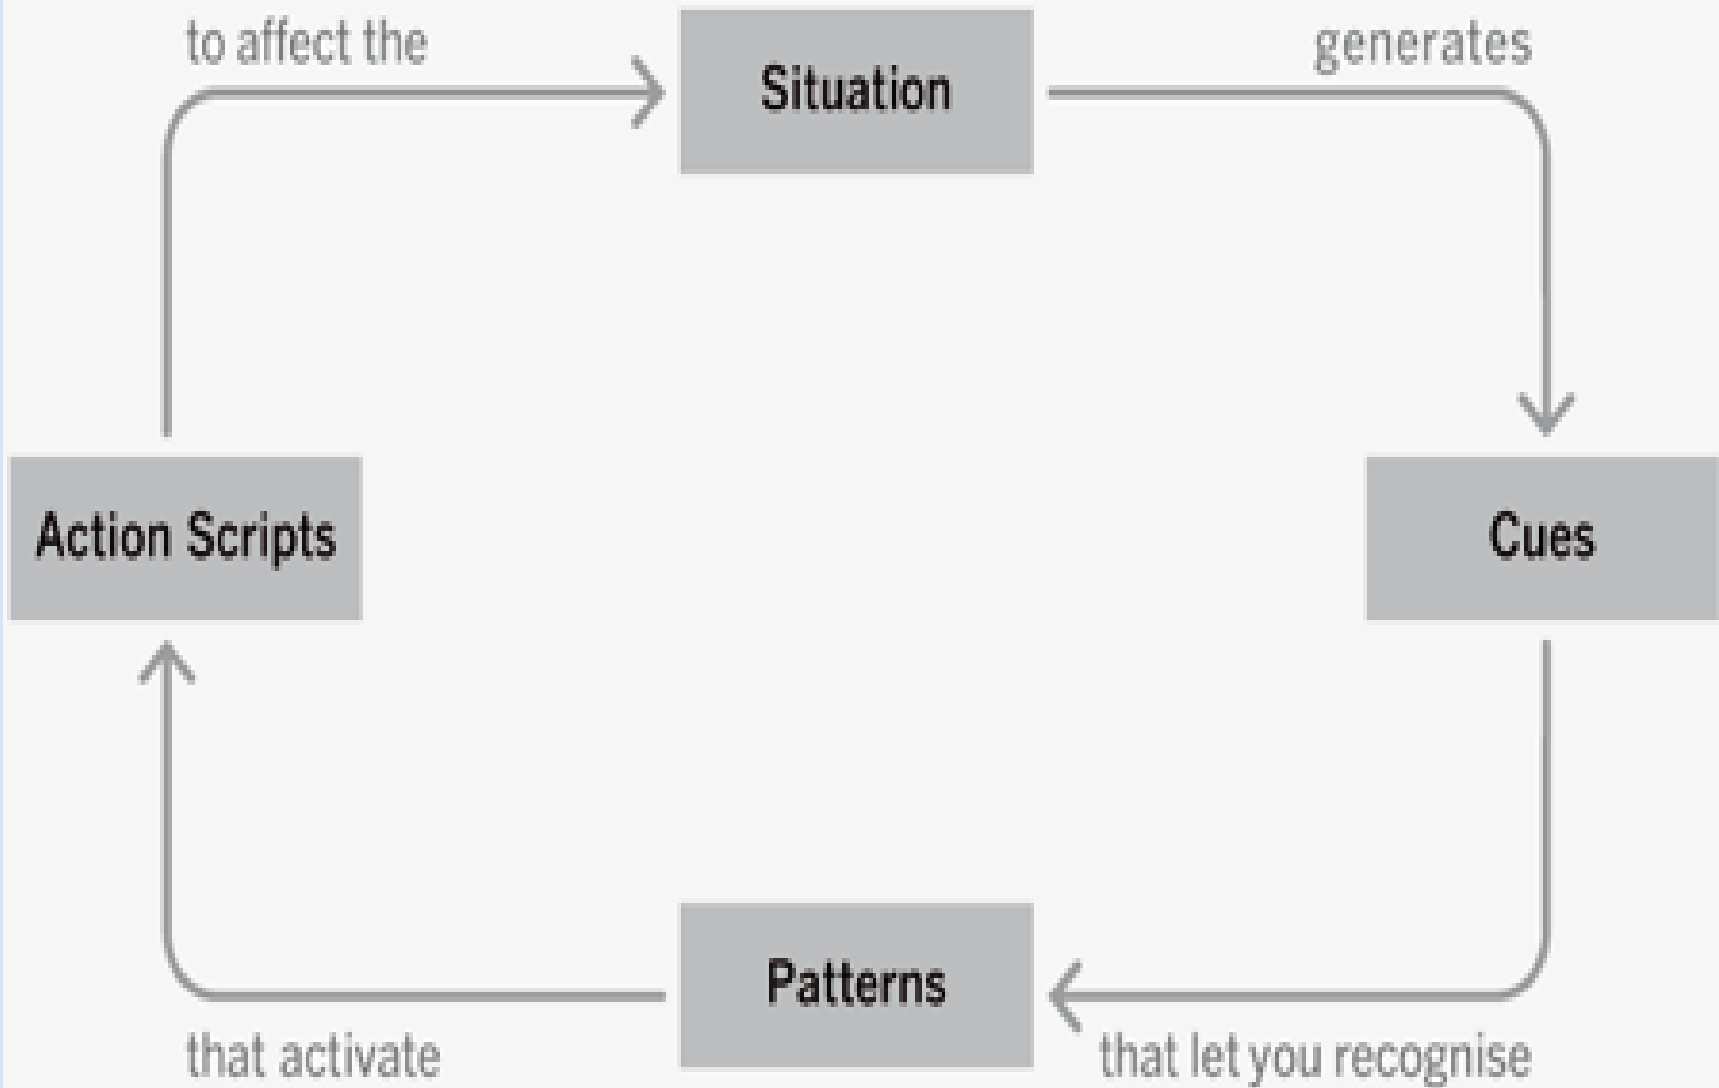 to affect the
Situation
generates
Action Scripts
Cues
Patterns
that activate
that let you recognise